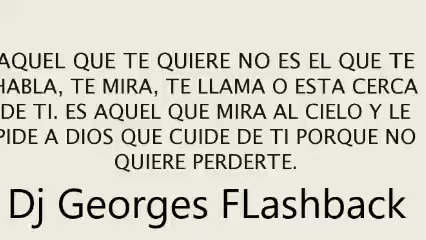 AQUEL QUE TE QUIERE NO ES EL QUE TE
HABLA, TE MIRA, TE LLAMA O ESTA CERCA
DE TI. ES AQUEL QUE MIRA AL CIELO Y LE
PIDE A DIOS QUE CUIDE DE TI PORQUE NO
QUIERE PERDERTE.
Dj Georges FLashback